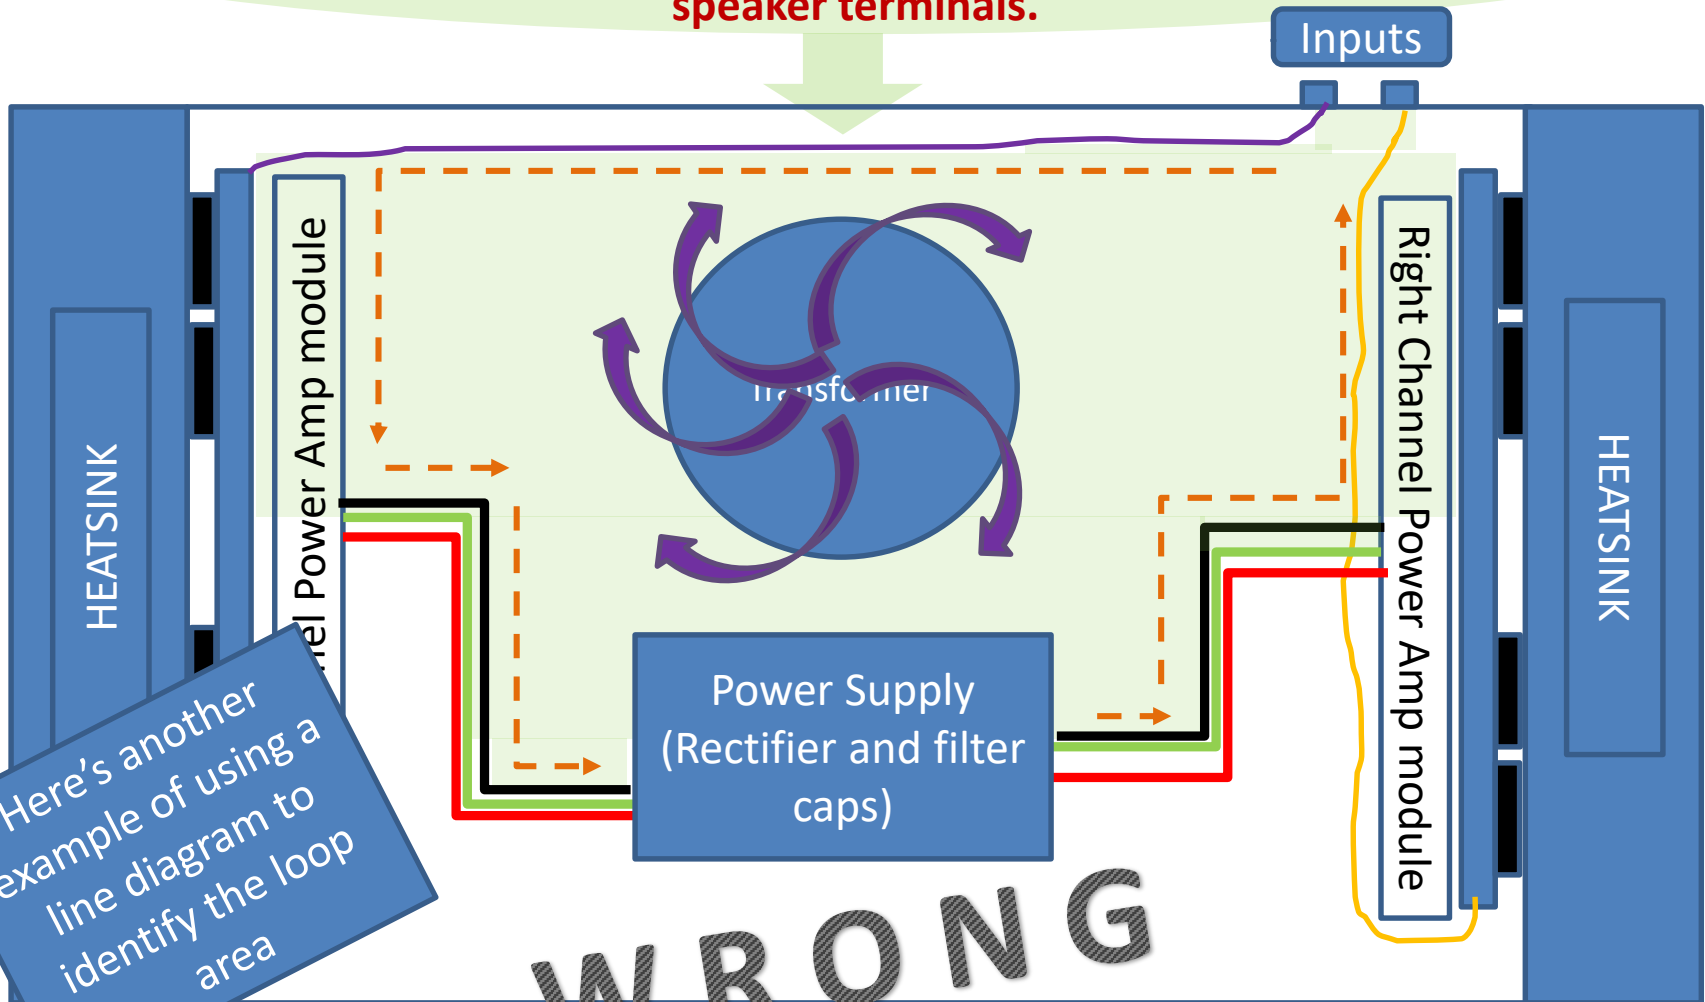 speaker terminals.
Inputs
HEATSINK
Power Amp module
Transformer
Right Channel Power Amp module
HEATSINK
Power Supply
(Rectifier and filter
caps)
Here's another
example of using a
line diagram to
identify the loop
area
WRONG